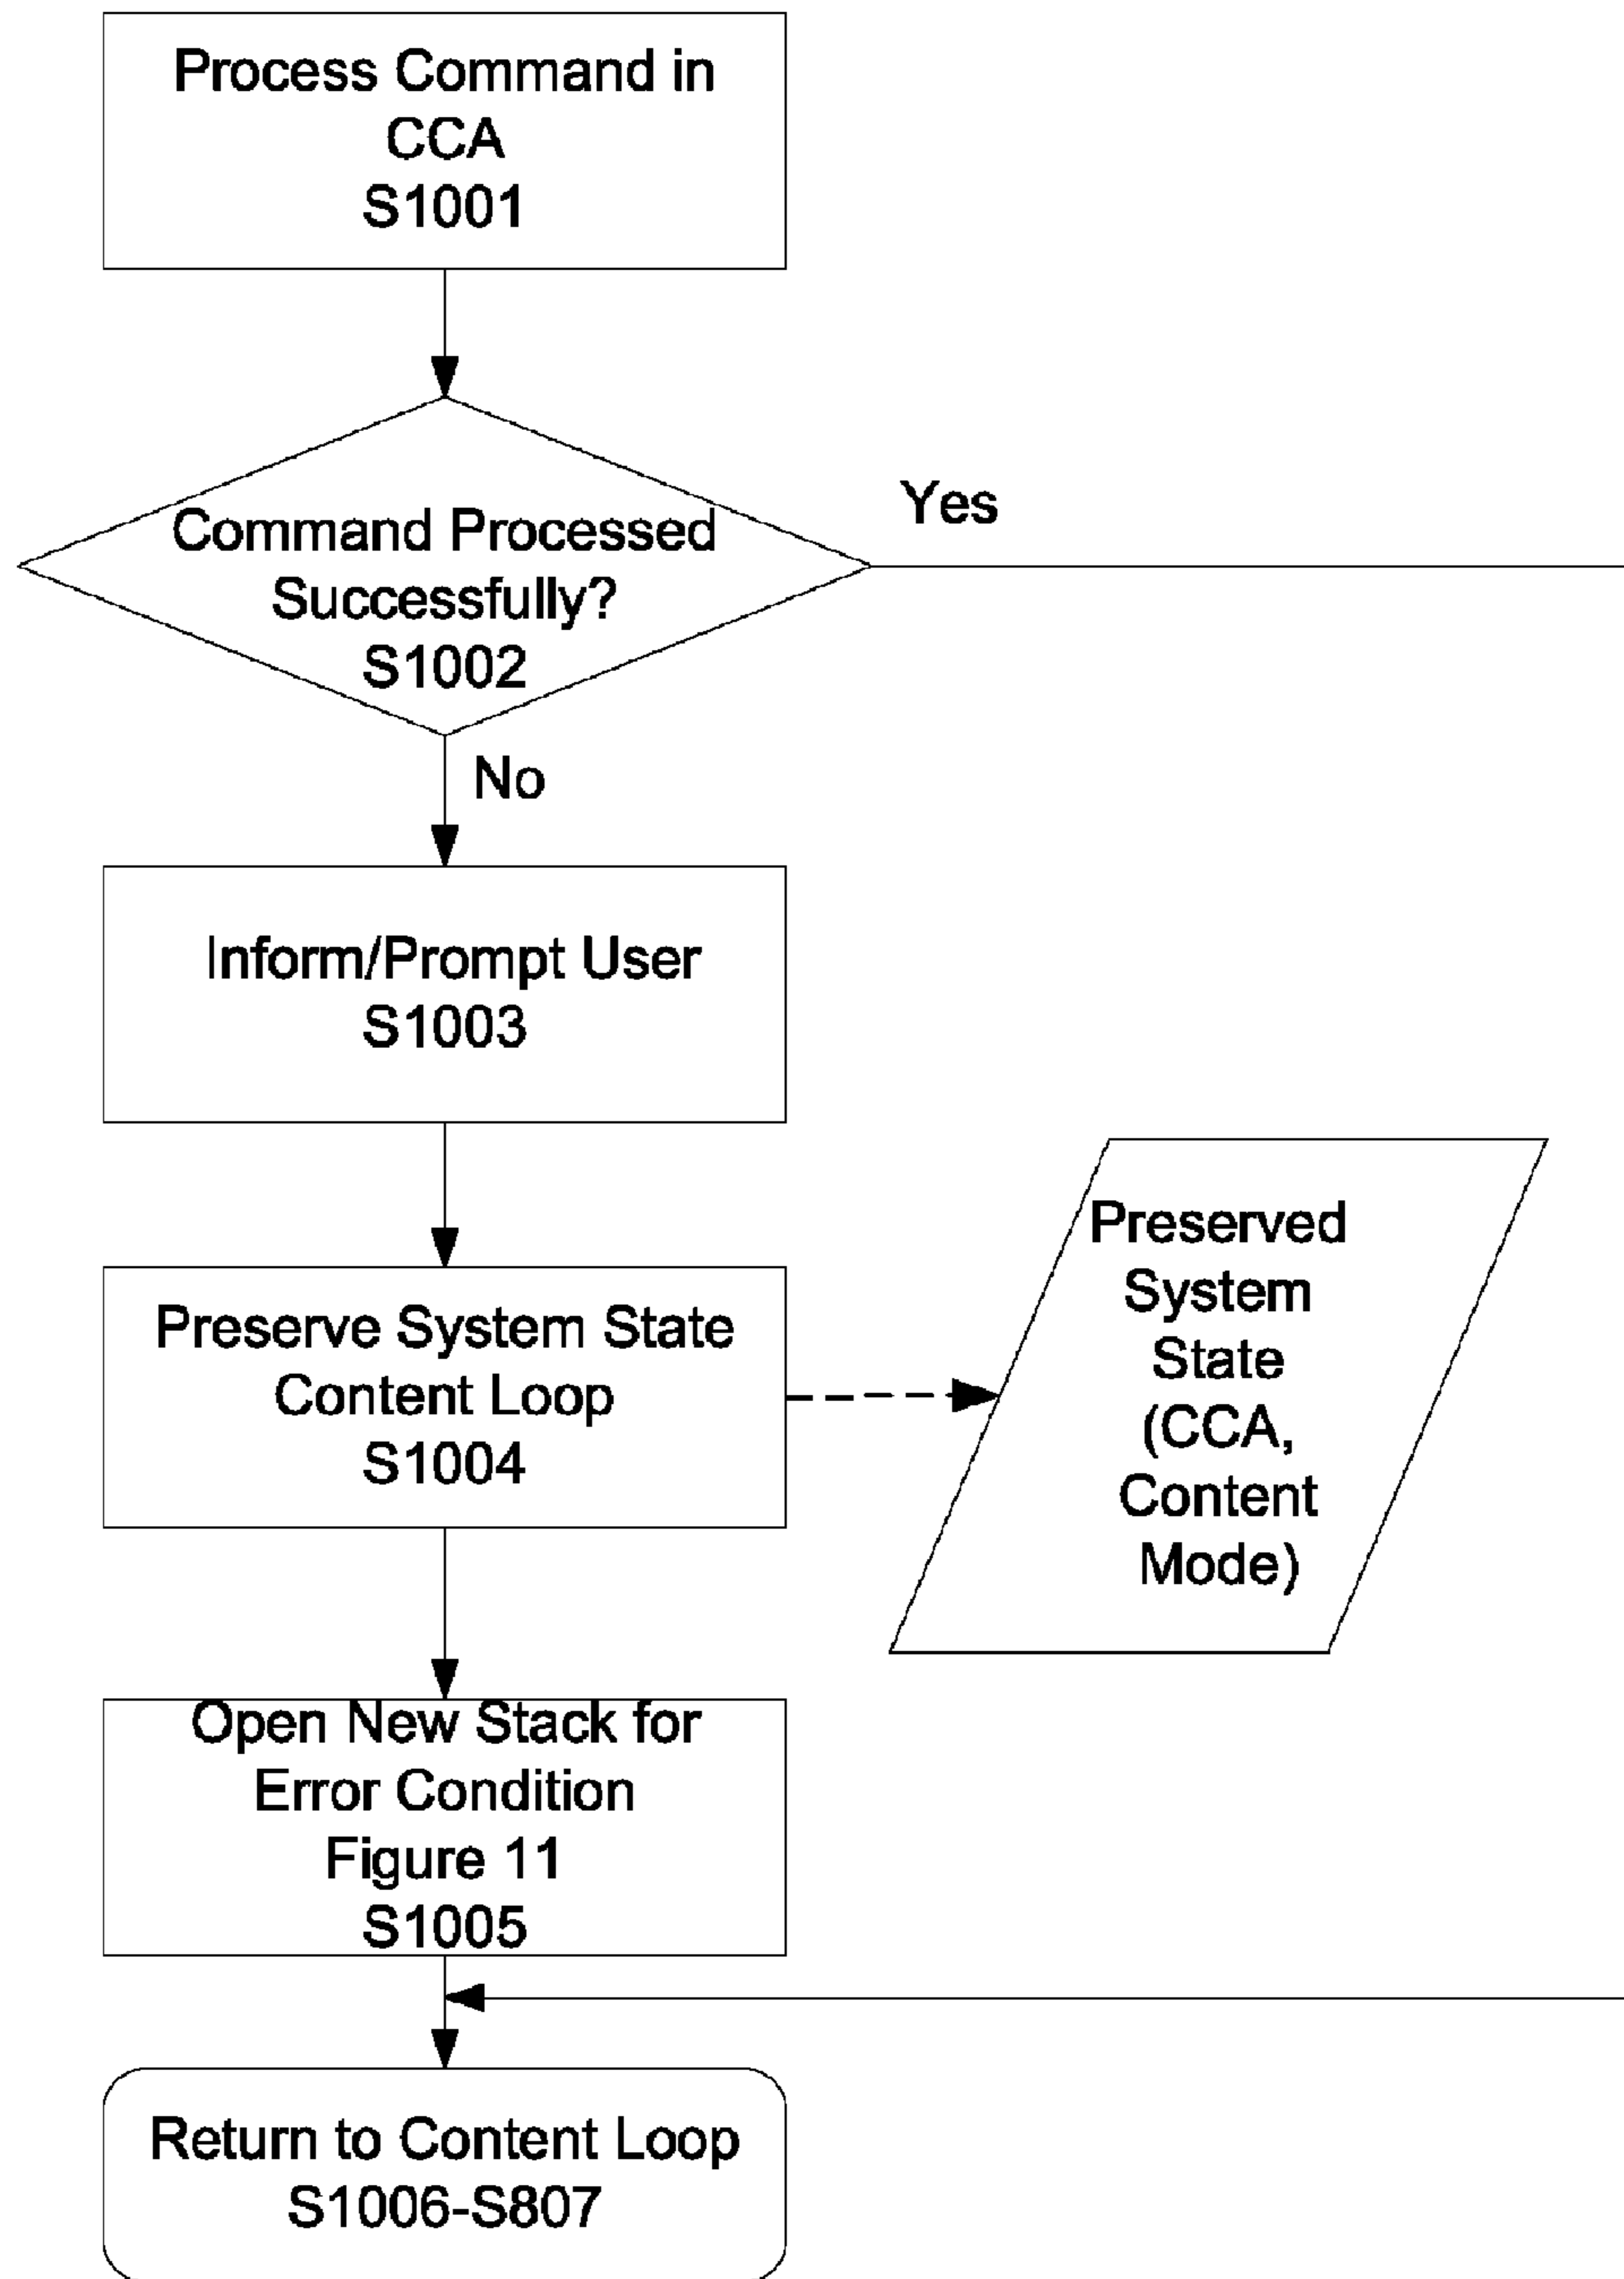 Process Command in
CCA
S1001
Command Processed
Successfully?
S1002
Yes
No
Inform/Prompt User
S1003
Preserve System State
Content Loop
S1004
Preserved
System
State
(CCA,
Content
Mode)
Open New Stack for
Error Condition
Figure 11
S1005
Return to Content Loop
S1006-S807